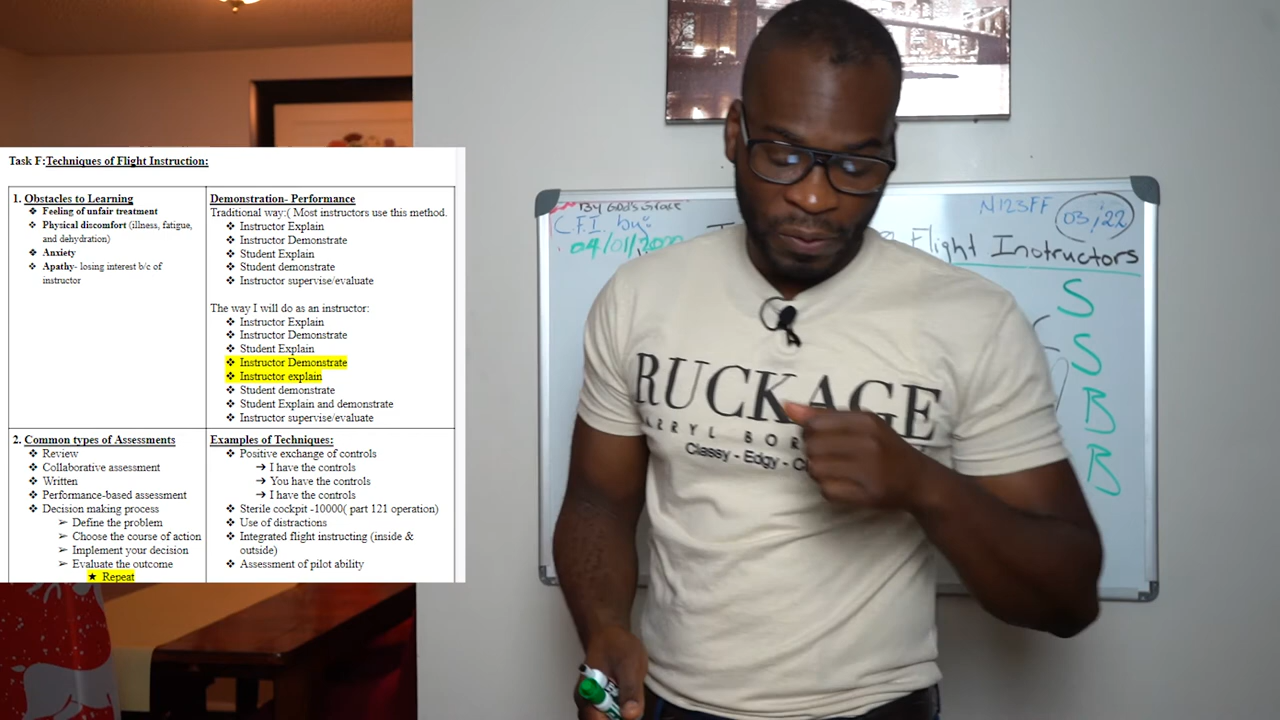 Task F:Techniques of Flight Instruction:
1. Obstacles to Learning
❖ Feeling of unfair treatment
❖ Physical discomfort (illness, fatigue,
and dehydration)
❖ Anxiety
❖ Apathy- losing interest b/c of
instructor
Demonstration- Performance
Traditional way:( Most instructors use this method.
❖ Instructor Explain
❖ Instructor Demonstrate
❖ Student Explain
❖ Student demonstrate
❖ Instructor supervise/evaluate
The way I will do as an instructor:
❖ Instructor Explain
❖ Instructor Demonstrate
❖ Student Explain
❖ Instructor Demonstrate
❖ Instructor explain
❖ Student demonstrate
❖ Student Explain and demonstrate
❖ Instructor supervise/evaluate
2. Common types of Assessments
❖ Review
❖ Collaborative assessment
❖ Written
❖ Performance-based assessment
❖ Decision making process
➢ Define the problem
➢ Choose the course of action
➢ Implement your decision
➢ Evaluate the outcome
★ Repeat
Examples of Techniques:
❖ Positive exchange of controls
→ I have the controls
→ You have the controls
→ I have the controls
❖ Sterile cockpit -10000( part 121 operation)
❖ Use of distractions
❖ Integrated flight instructing (inside &
outside)
❖ Assessment of pilot ability
By God's Grace
C.F.I. by:
04/01/2020
N123FF
03/22
Flight Instructors
S
S
B
B
RUCKAGE
Classy - Edgy -